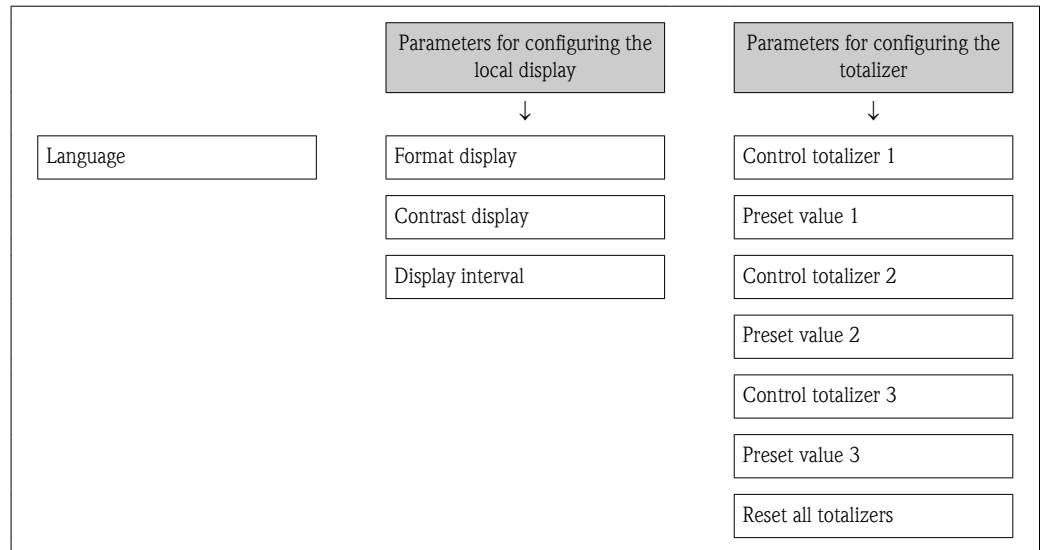 Parameters for configuring the
local display
Parameters for configuring the
totalizer
↓
↓
Language
Format display
Control totalizer 1
Contrast display
Preset value 1
Display interval
Control totalizer 2
Preset value 2
Control totalizer 3
Preset value 3
Reset all totalizers